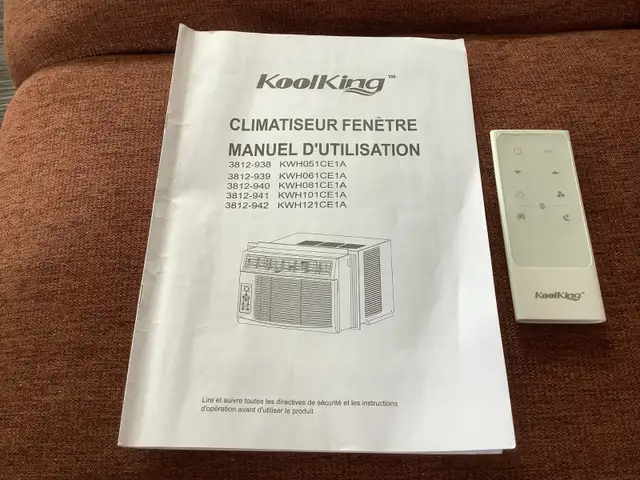 KoolKing™
CLIMATISEUR FENÊTRE
MANUEL D'UTILISATION
3812-938 KWH051CE1A
3812-939 KWH061CE1A
3812-940 KWH081CE1A
3812-941 KWH101CE1A
3812-942 KWH121CE1A
Lire et suivre toutes les directives de sécurité et les instructions
d'opération avant d'utiliser le produit
KoolKing™